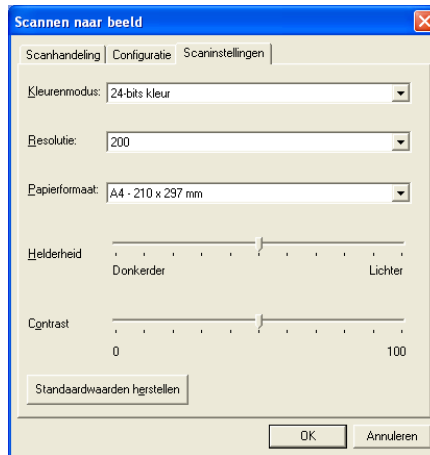 Scannen naar beeld
Scanhandeling Configuratie Scaninstellingen
Kleurenmodus: 24-bits kleur
Resolutie: 200
Papierformaat: A4 - 210 x 297 mm
Helderheid
Donkerder Lichter
Contrast
0 100
Standaardwaarden herstellen
OK Annuleren